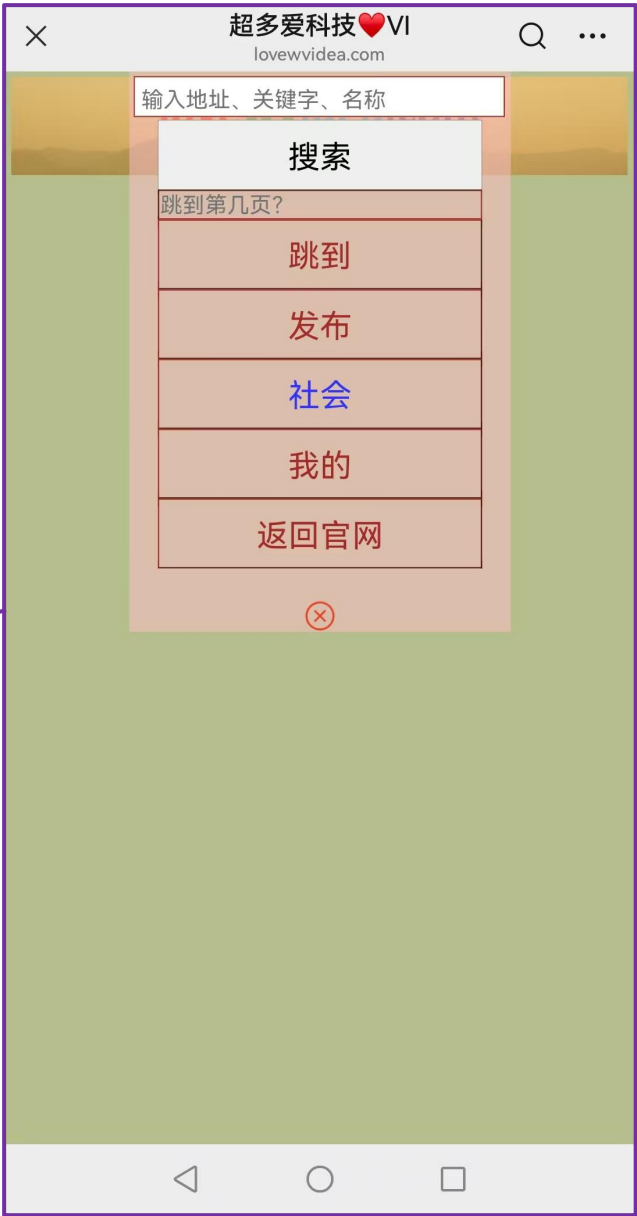 超多爱科技❤️VI
lovewvidea.com
输入地址、关键字、名称
搜索
跳到第几页?
跳到
发布
社会
我的
返回官网